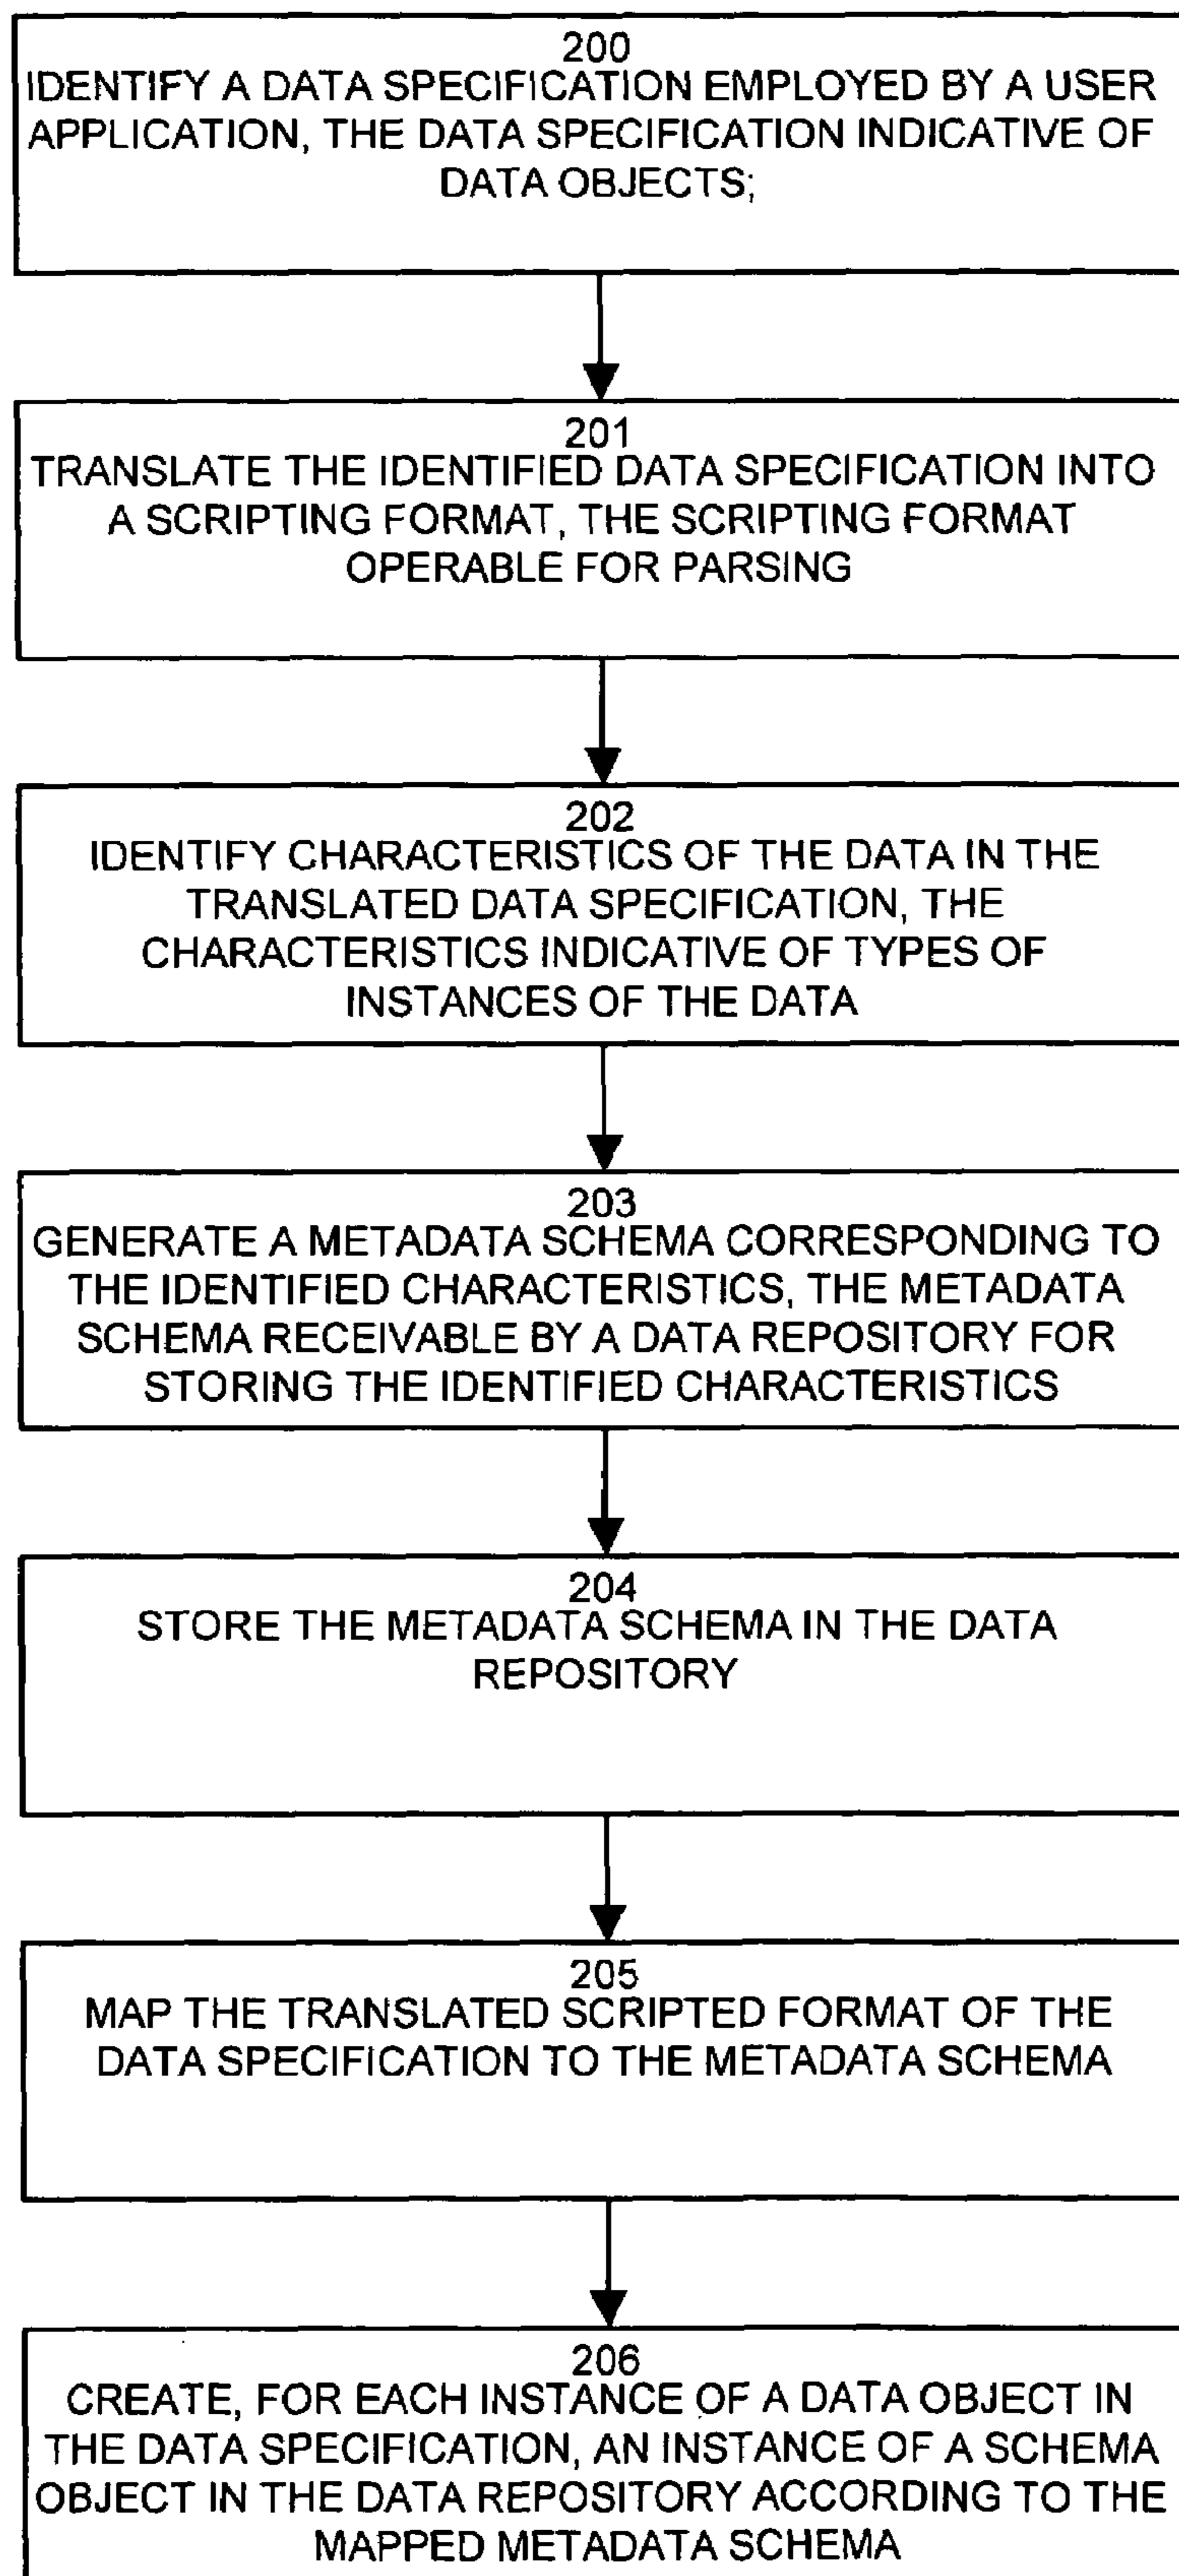 200
IDENTIFY A DATA SPECIFICATION EMPLOYED BY A USER
APPLICATION, THE DATA SPECIFICATION INDICATIVE OF
DATA OBJECTS;
201
TRANSLATE THE IDENTIFIED DATA SPECIFICATION INTO
A SCRIPTING FORMAT, THE SCRIPTING FORMAT
OPERABLE FOR PARSING
202
IDENTIFY CHARACTERISTICS OF THE DATA IN THE
TRANSLATED DATA SPECIFICATION, THE
CHARACTERISTICS INDICATIVE OF TYPES OF
INSTANCES OF THE DATA
203
GENERATE A METADATA SCHEMA CORRESPONDING TO
THE IDENTIFIED CHARACTERISTICS, THE METADATA
SCHEMA RECEIVABLE BY A DATA REPOSITORY FOR
STORING THE IDENTIFIED CHARACTERISTICS
204
STORE THE METADATA SCHEMA IN THE DATA
REPOSITORY
205
MAP THE TRANSLATED SCRIPTED FORMAT OF THE
DATA SPECIFICATION TO THE METADATA SCHEMA
206
CREATE, FOR EACH INSTANCE OF A DATA OBJECT IN
THE DATA SPECIFICATION, AN INSTANCE OF A SCHEMA
OBJECT IN THE DATA REPOSITORY ACCORDING TO THE
MAPPED METADATA SCHEMA